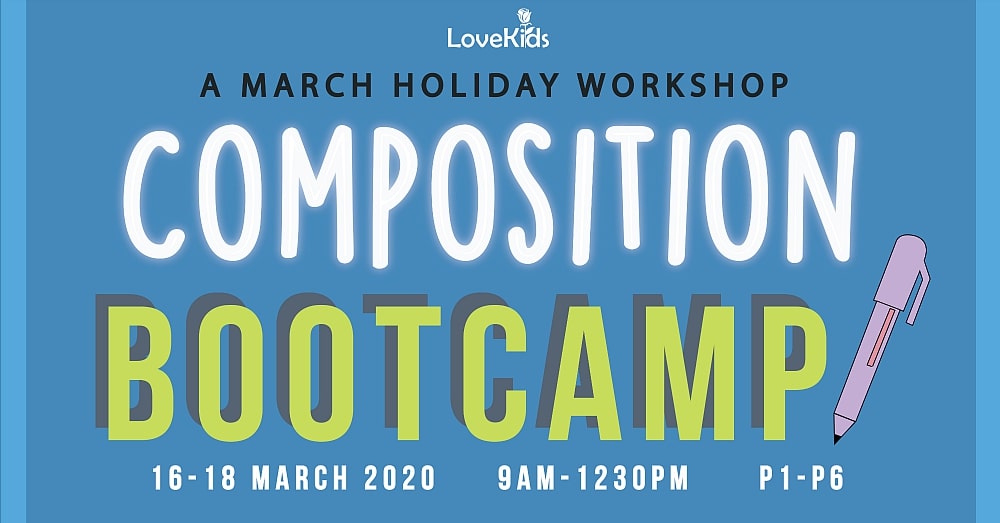 LoveKids
A MARCH HOLIDAY WORKSHOP
COMPOSITION
BOOTCAMP
16-18 MARCH 2020 9AM-1230PM P1-P6